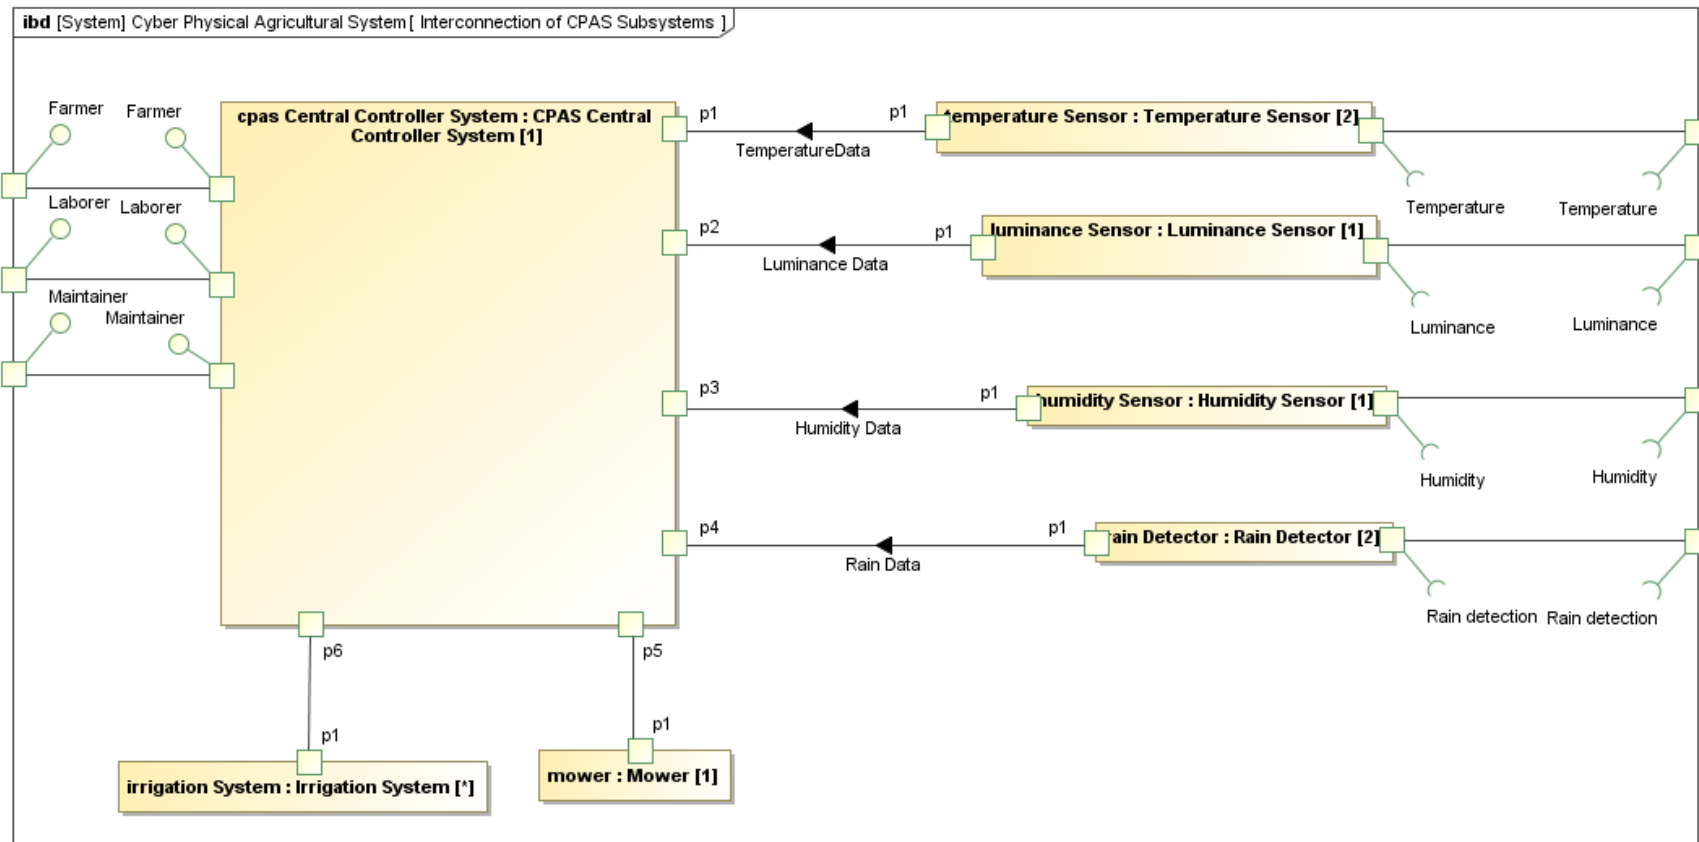 ibd [System] Cyber Physical Agricultural System [ Interconnection of CPAS Subsystems ]
Farmer
Farmer
cpas Central Controller System : CPAS Central
Controller System [1]
p1
TemperatureData
p1
temperature Sensor : Temperature Sensor [2]
Temperature
Temperature
Laborer
Laborer
p2
Luminance Data
p1
luminance Sensor : Luminance Sensor [1]
Luminance
Luminance
Maintainer
Maintainer
p3
Humidity Data
p1
humidity Sensor : Humidity Sensor [1]
Humidity
Humidity
p4
Rain Data
p1
rain Detector : Rain Detector [2]
Rain detection
Rain detection
p6
p5
p1
p1
irrigation System : Irrigation System [*]
mower : Mower [1]